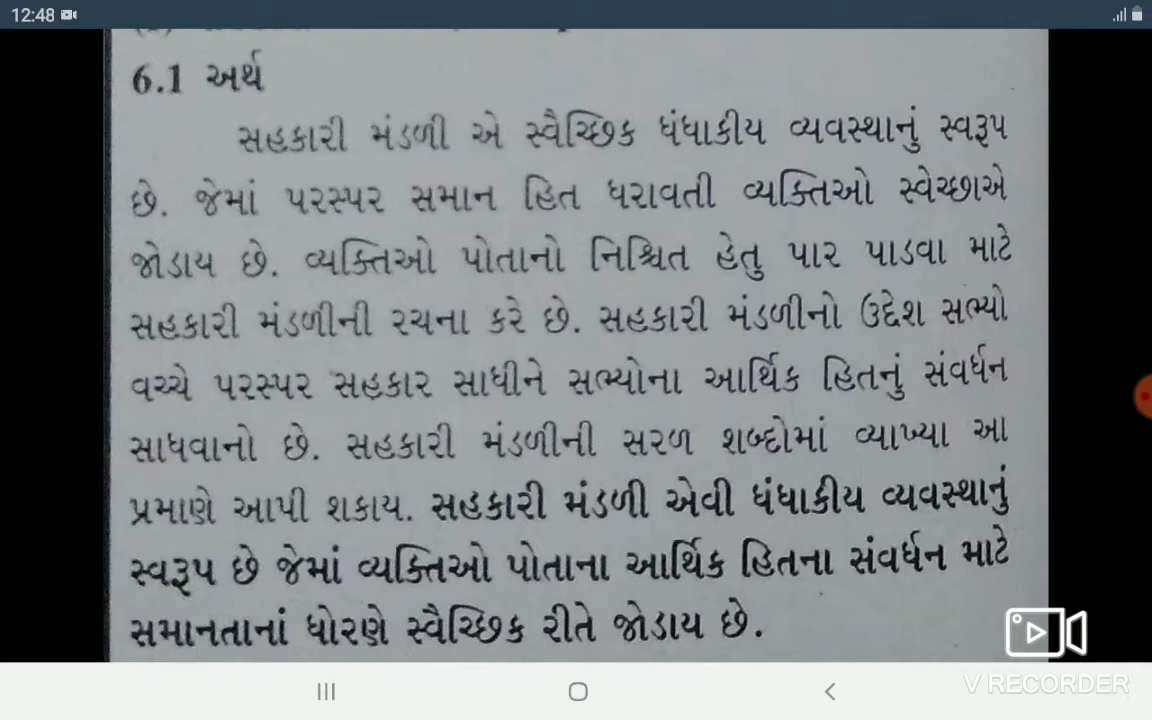 12:48
6.1 અર્થ
સહકારી મંડળી એ સ્વૈચ્છિક ધંધાકીય વ્યવસ્થાનું સ્વરૂપ
છે. જેમાં પરસ્પર સમાન હિત ધરાવતી વ્યક્તિઓ સ્વેચ્છાએ
જોડાય છે. વ્યક્તિઓ પોતાનો નિશ્ચિત હેતુ પાર પાડવા માટે
સહકારી મંડળીની રચના કરે છે. સહકારી મંડળીનો ઉદ્દેશ સભ્યો
વચ્ચે પરસ્પર સહકાર સાધીને સભ્યોના આર્થિક હિતનું સંવર્ધન
સાધવાનો છે. સહકારી મંડળીની સરળ શબ્દોમાં વ્યાખ્યા આ
પ્રમાણે આપી શકાય. સહકારી મંડળી એવી ધંધાકીય વ્યવસ્થાનું
સ્વરૂપ છે જેમાં વ્યક્તિઓ પોતાના આર્થિક હિતના સંવર્ધન માટે
સમાનતાનાં ધોરણે સ્વૈચ્છિક રીતે જોડાય છે.
V RECORDER